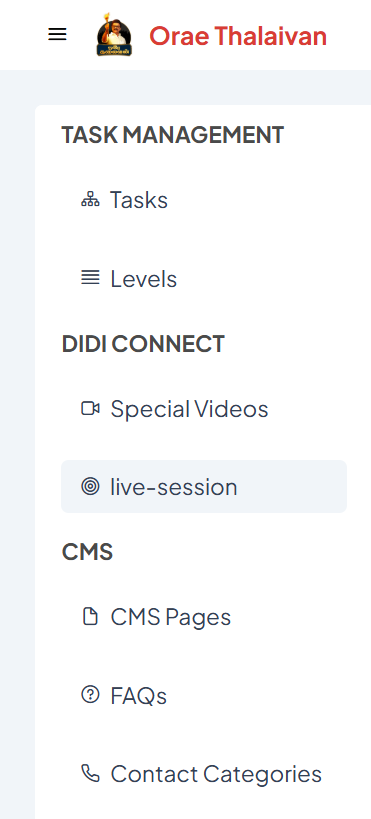 Orae Thalaivan
TASK MANAGEMENT
Tasks
Levels
DIDI CONNECT
Special Videos
live-session
CMS
CMS Pages
FAQs
Contact Categories